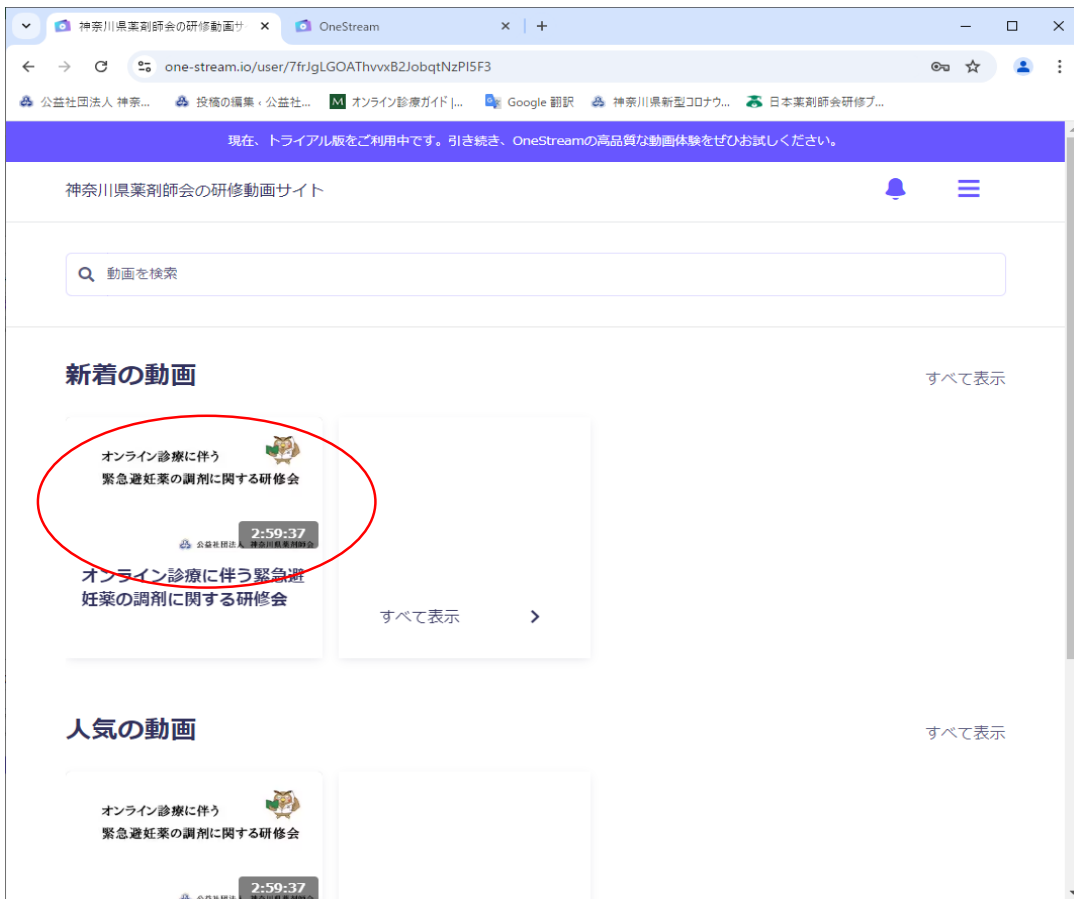 神奈川県薬剤師会の研修動画サ
OneStream
one-stream.io/user/7frJgLGOAThvvxB2JobqtNzPI5F3
公益社団法人 神奈...
投稿の編集 ‹ 公益社...
オンライン診療ガイド |...
Google 翻訳
神奈川県新型コロナウ...
日本薬剤師会研修プ...
現在、トライアル版をご利用中です。引き続き、OneStreamの高品質な動画体験をぜひお試しください。
神奈川県薬剤師会の研修動画サイト
動画を検索
新着の動画
すべて表示
オンライン診療に伴う
緊急避妊薬の調剤に関する研修会
2:59:37
公益社団法人 神奈川県薬剤師会
オンライン診療に伴う緊急避
妊薬の調剤に関する研修会
すべて表示
人気の動画
すべて表示
オンライン診療に伴う
緊急避妊薬の調剤に関する研修会
2:59:37